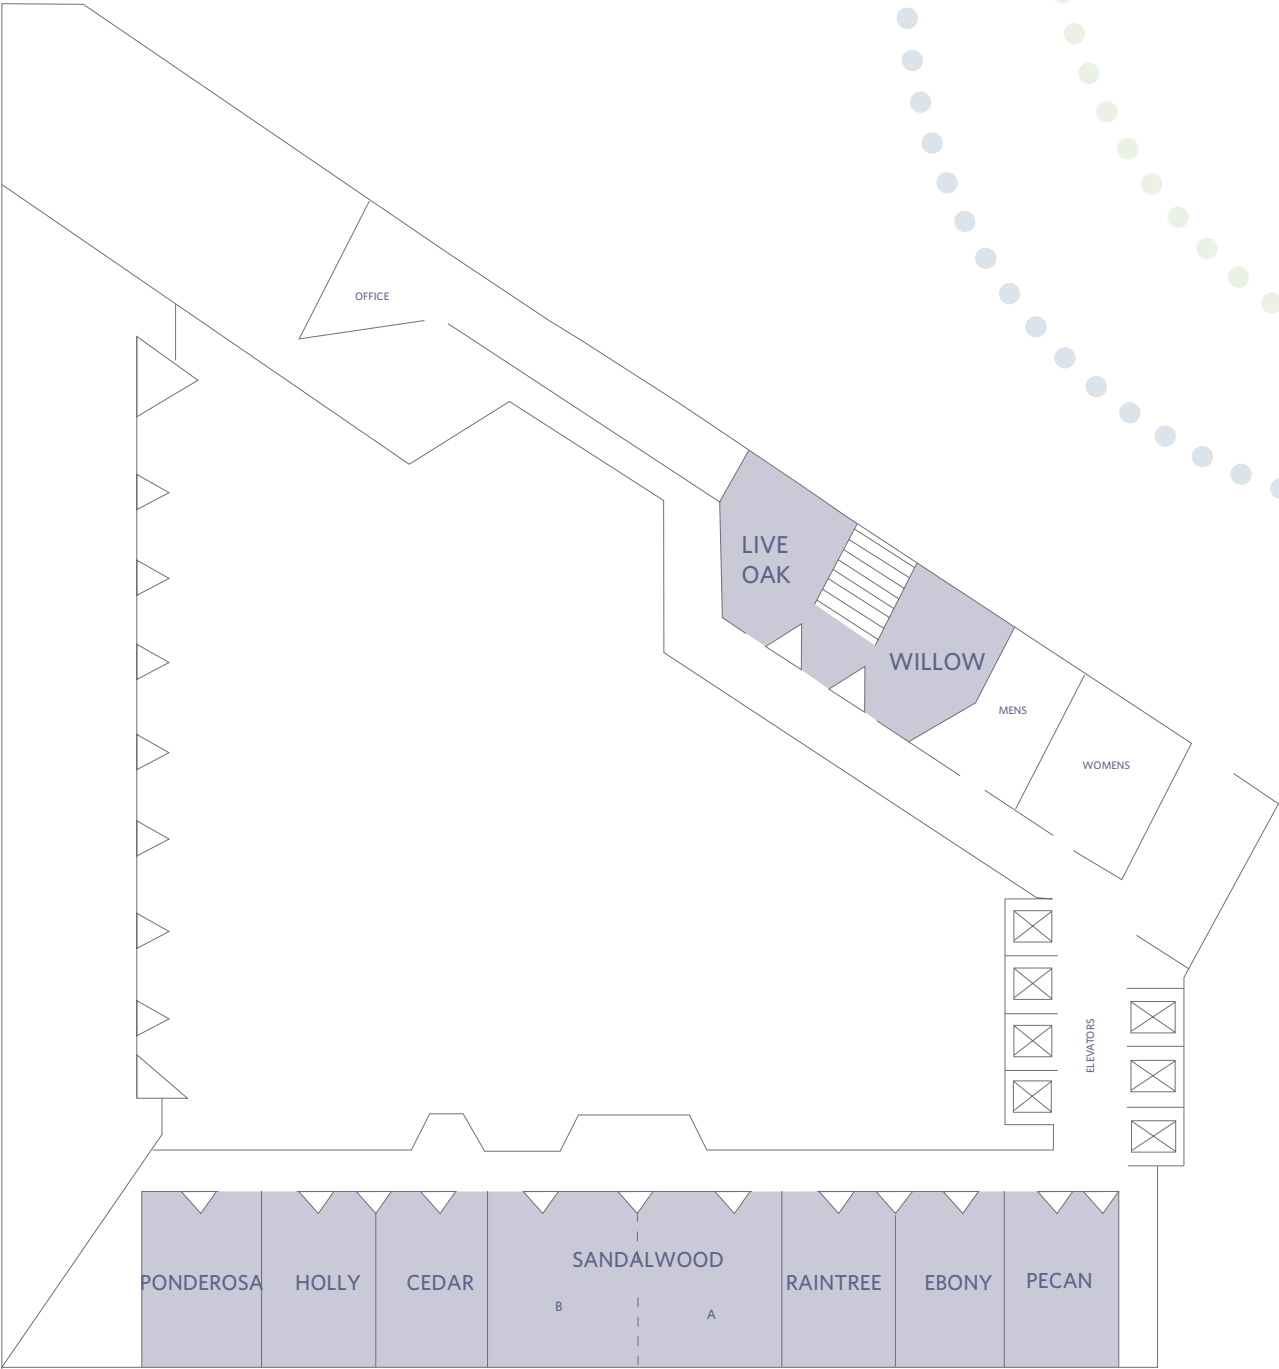 OFFICE
LIVE
OAK
WILLOW
MENS
WOMENS
ELEVATORS
SANDALWOOD
PONDEROSA
HOLLY
CEDAR
RAINTREE
EBONY
PECAN
B
A